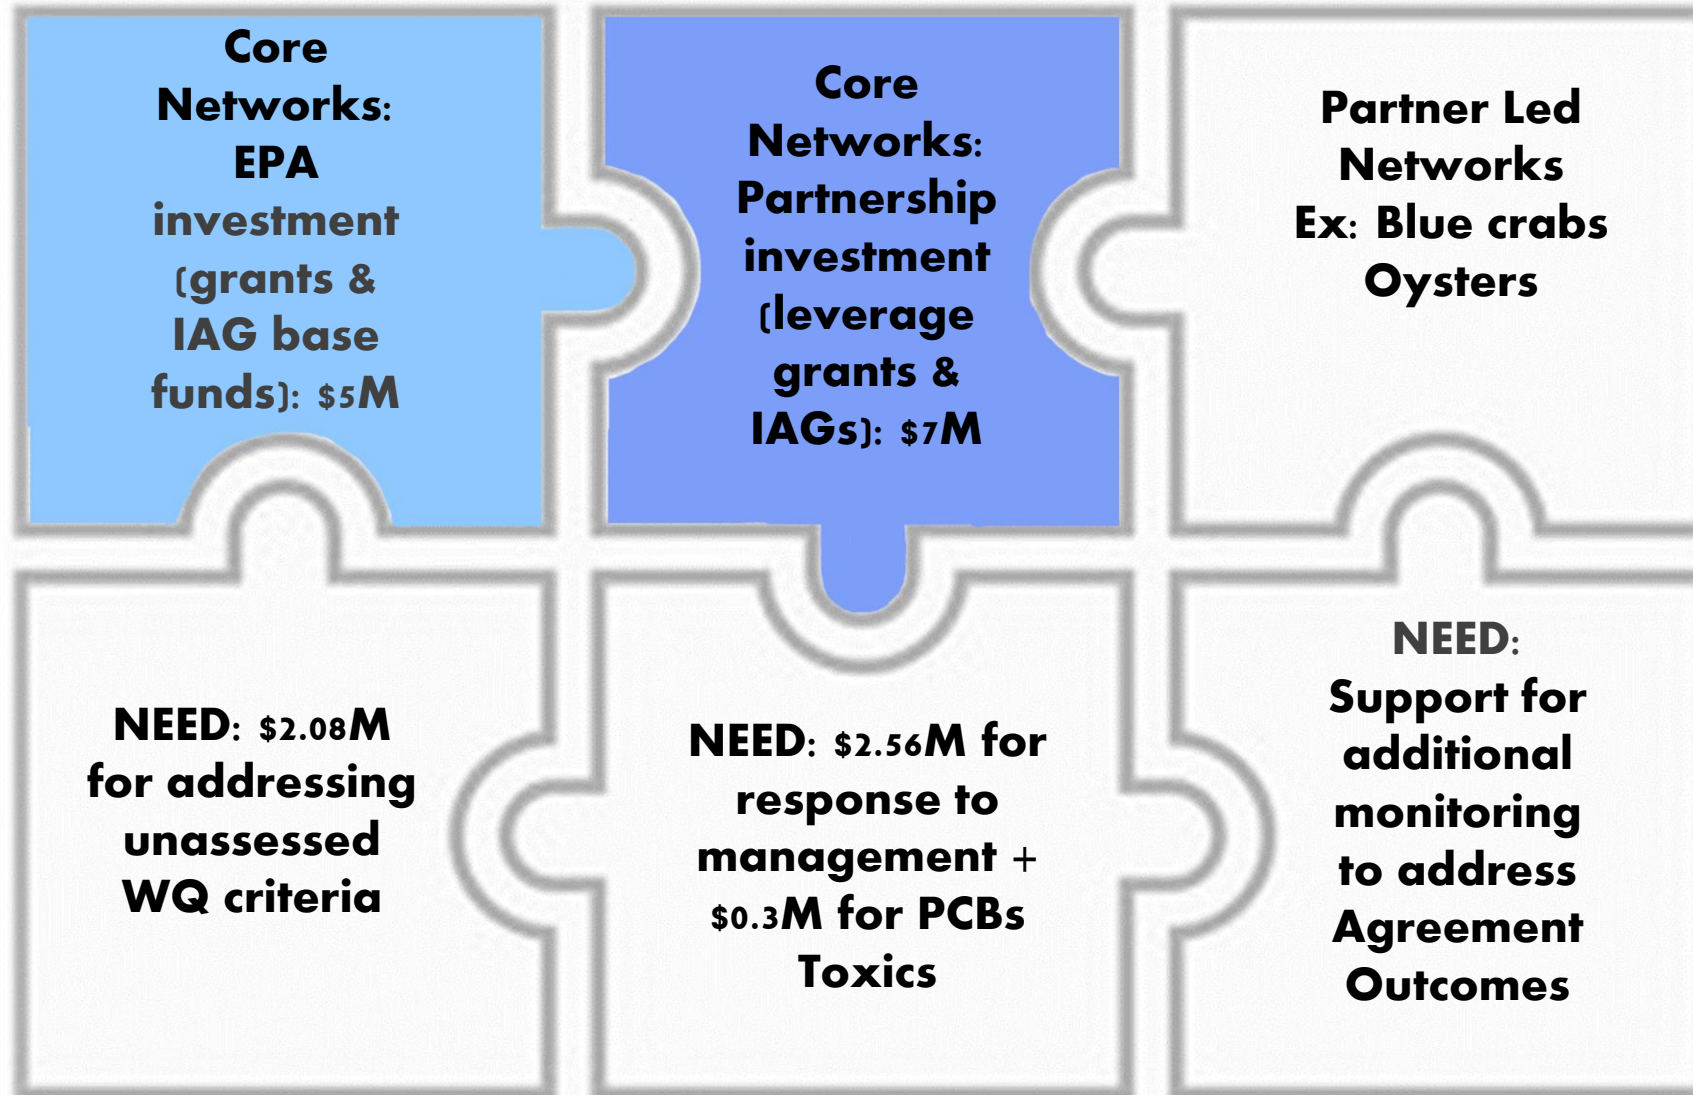 Core
Networks:
EPA
investment
(grants &
IAG base
funds): $5M
Core
Networks:
Partnership
investment
(leverage
grants &
IAGs): $7M
Partner Led
Networks
Ex: Blue crabs
Oysters
NEED: $2.08M
for addressing
unassessed
WQ criteria
NEED: $2.56M for
response to
management +
$0.3M for PCBs
Toxics
NEED:
Support for
additional
monitoring
to address
Agreement
Outcomes